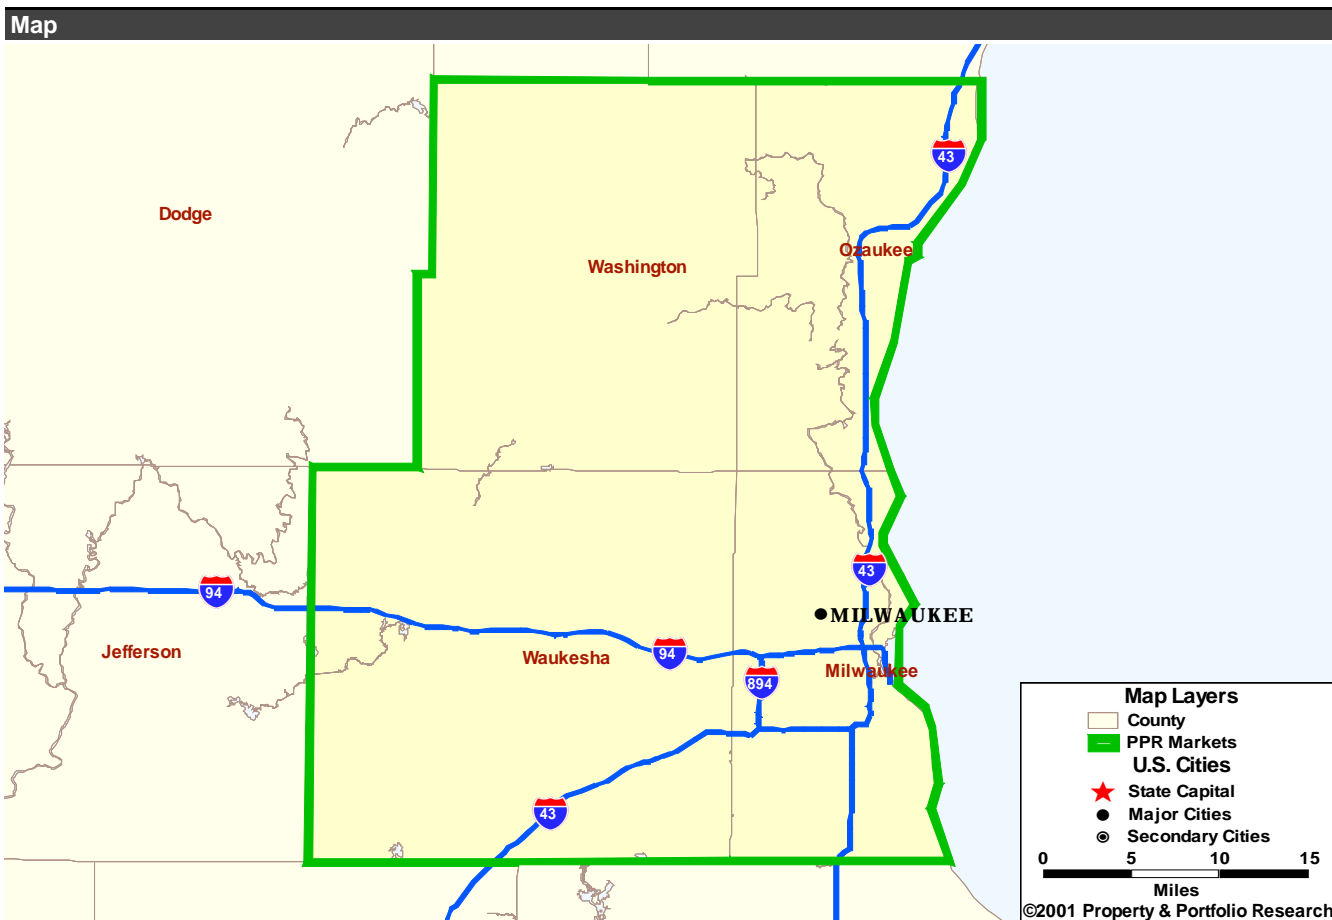 Map
43
Dodge
Ozaukee
Washington
43
94
MILWAUKEE
Jefferson
Waukesha
94
Milwaukee
894
43
Map Layers
County
PPR Markets
U.S. Cities
State Capital
Major Cities
Secondary Cities
0 5 10 15
Miles
©2001 Property & Portfolio Research